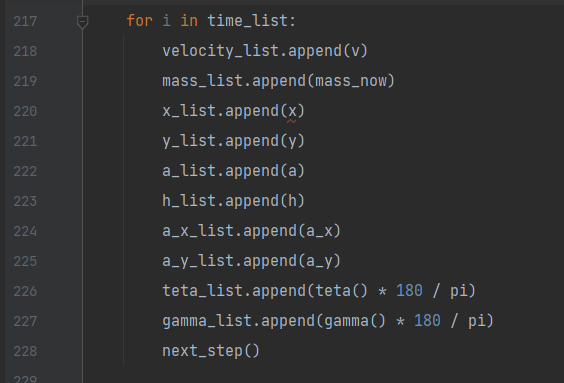 217 for i in time_list:
218 velocity_list.append(v)
219 mass_list.append(mass_now)
220 x_list.append(x)
221 y_list.append(y)
222 a_list.append(a)
223 h_list.append(h)
224 a_x_list.append(a_x)
225 a_y_list.append(a_y)
226 teta_list.append(teta() * 180 / pi)
227 gamma_list.append(gamma() * 180 / pi)
228 next_step()
229